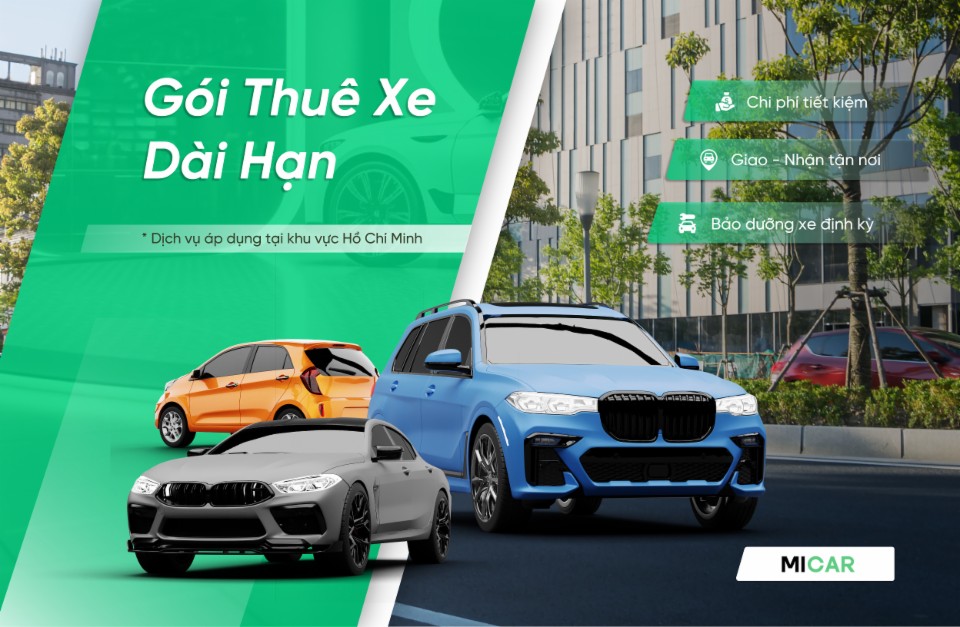 Gói Thuê Xe
Dài Hạn
* Dịch vụ áp dụng tại khu vực Hồ Chí Minh
Chi phí tiết kiệm
Giao - Nhận tận nơi
Bảo dưỡng xe định kỳ
MICAR